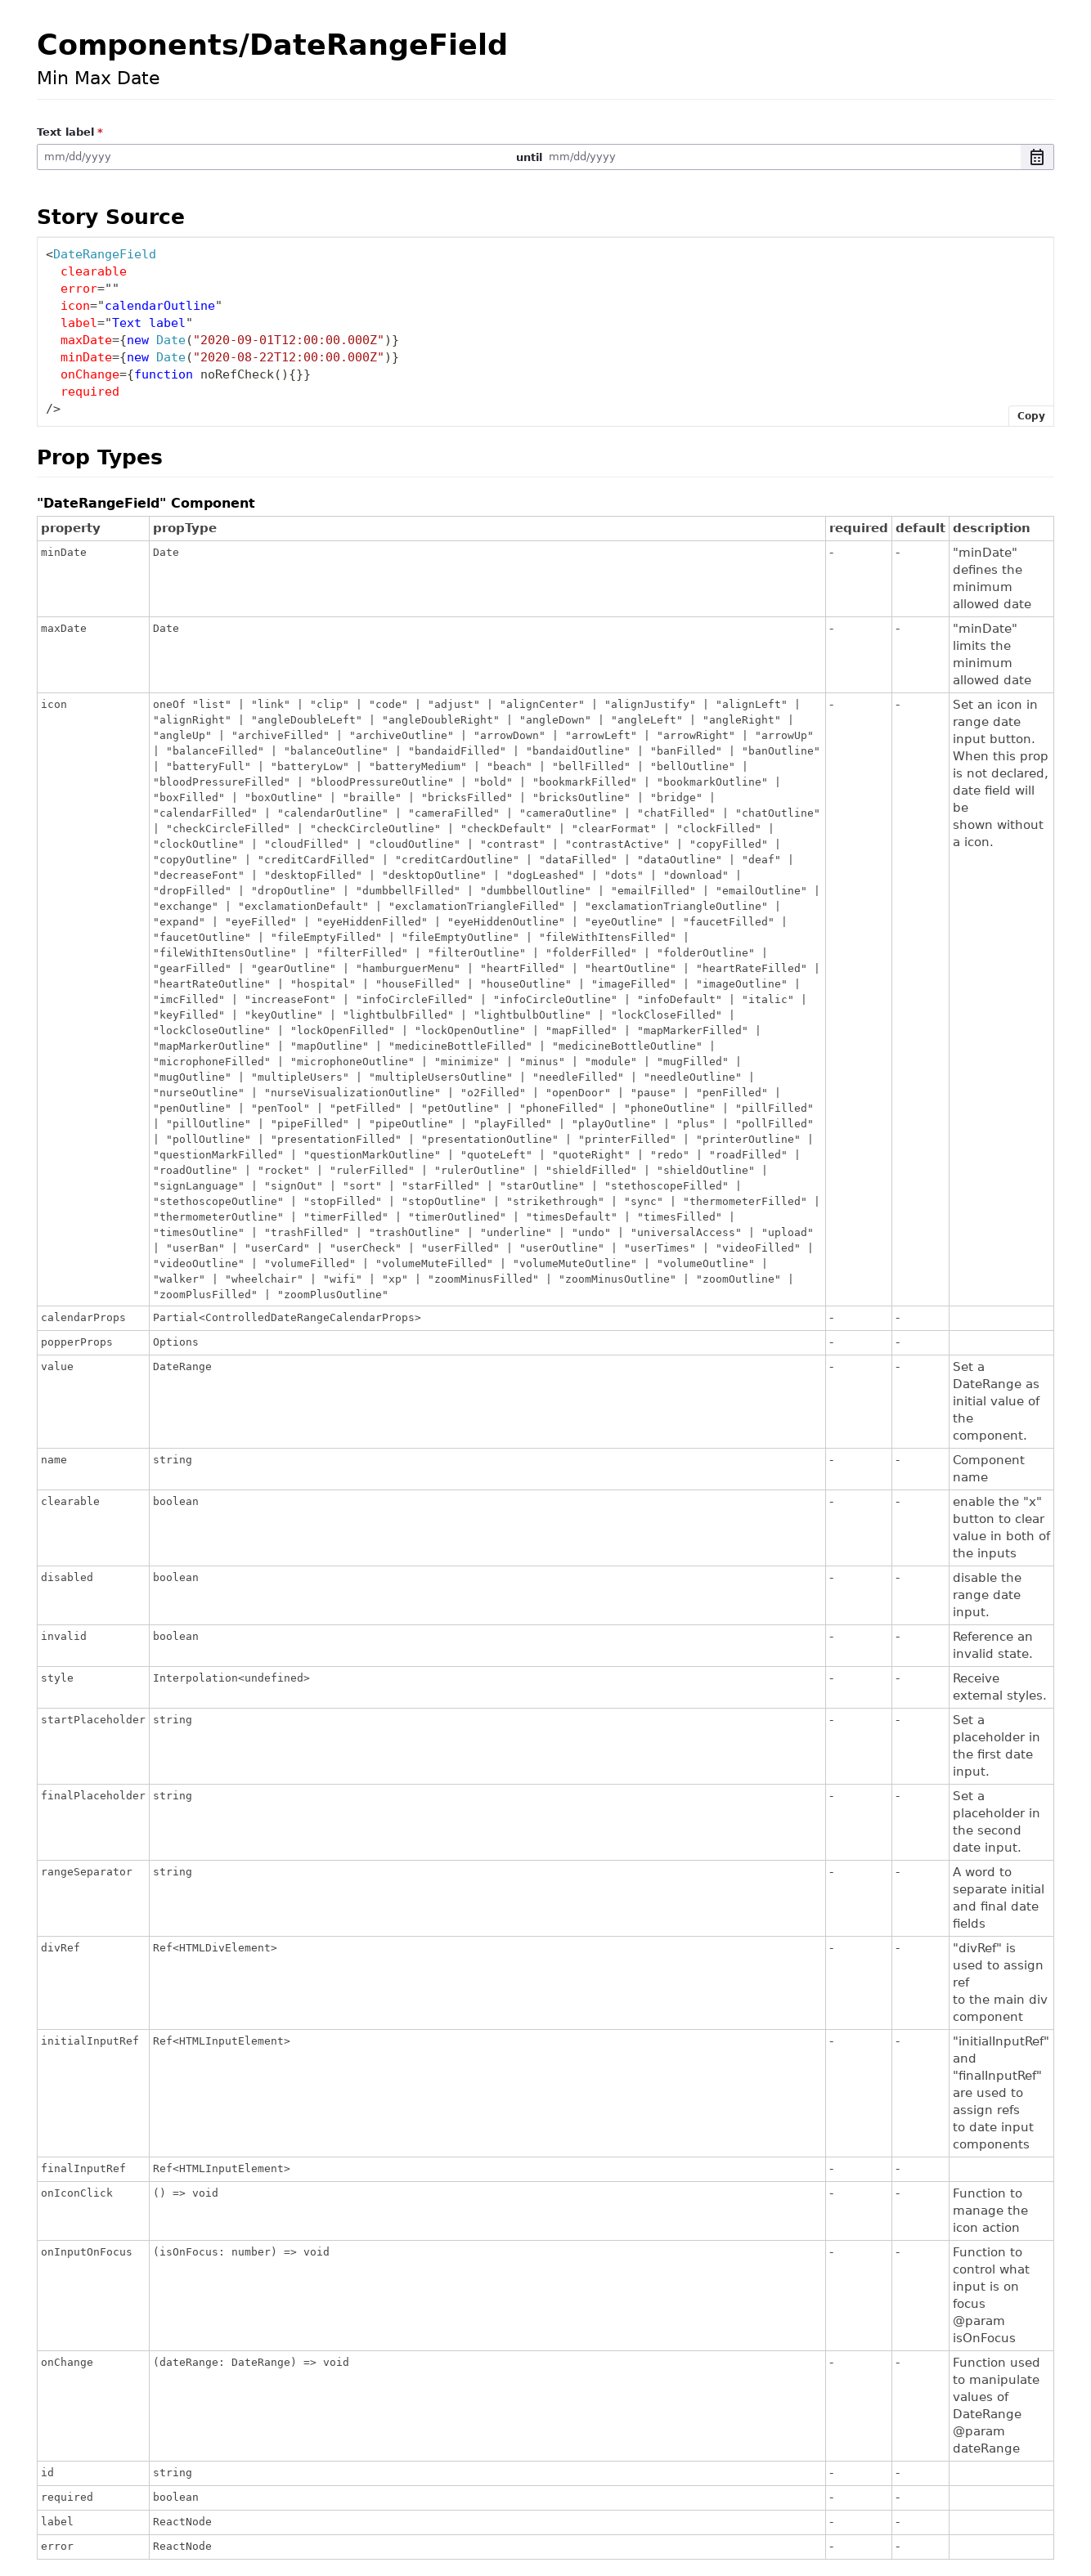 Components/DateRangeField
Min Max Date
Text label *
mm/dd/yyyy until mm/dd/yyyy
Story Source
<DateRangeField
clearable
error=""
icon="calendarOutline"
label="Text label"
maxDate={new Date("2020-09-01T12:00:00.000Z")}
minDate={new Date("2020-08-22T12:00:00.000Z")}
onChange={function noRefCheck(){}}
required
/>
Copy
Prop Types
"DateRangeField" Component
property propType required default description
minDate Date - - "minDate"
defines the
minimum
allowed date
maxDate Date - - "minDate"
limits the
minimum
allowed date
icon oneOf "list" | "link" | "clip" | "code" | "adjust" | "alignCenter" | "alignJustify" | "alignLeft" | - - Set an icon in
"alignRight" | "angleDoubleLeft" | "angleDoubleRight" | "angleDown" | "angleLeft" | "angleRight" | range date
"angleUp" | "archiveFilled" | "archiveOutline" | "arrowDown" | "arrowLeft" | "arrowRight" | "arrowUp" input button.
| "balanceFilled" | "balanceOutline" | "bandaidFilled" | "bandaidOutline" | "banFilled" | "banOutline" When this prop
| "batteryFull" | "batteryLow" | "batteryMedium" | "beach" | "bellFilled" | "bellOutline" | is not declared,
"bloodPressureFilled" | "bloodPressureOutline" | "bold" | "bookmarkFilled" | "bookmarkOutline" | date field will
"boxFilled" | "boxOutline" | "braille" | "bricksFilled" | "bricksOutline" | "bridge" | be
"calendarFilled" | "calendarOutline" | "cameraFilled" | "cameraOutline" | "chatFilled" | "chatOutline" shown without
| "checkCircleFilled" | "checkCircleOutline" | "checkDefault" | "clearFormat" | "clockFilled" | a icon.
"clockOutline" | "cloudFilled" | "cloudOutline" | "contrast" | "contrastActive" | "copyFilled" |
"copyOutline" | "creditCardFilled" | "creditCardOutline" | "dataFilled" | "dataOutline" | "deaf" |
"decreaseFont" | "desktopFilled" | "desktopOutline" | "dogLeashed" | "dots" | "download" |
"dropFilled" | "dropOutline" | "dumbbellFilled" | "dumbbellOutline" | "emailFilled" | "emailOutline" |
"exchange" | "exclamationDefault" | "exclamationTriangleFilled" | "exclamationTriangleOutline" |
"expand" | "eyeFilled" | "eyeHiddenFilled" | "eyeHiddenOutline" | "eyeOutline" | "faucetFilled" |
"faucetOutline" | "fileEmptyFilled" | "fileEmptyOutline" | "fileWithItensFilled" |
"fileWithItensOutline" | "filterFilled" | "filterOutline" | "folderFilled" | "folderOutline" |
"gearFilled" | "gearOutline" | "hamburguerMenu" | "heartFilled" | "heartOutline" | "heartRateFilled" |
"heartRateOutline" | "hospital" | "houseFilled" | "houseOutline" | "imageFilled" | "imageOutline" |
"imcFilled" | "increaseFont" | "infoCircleFilled" | "infoCircleOutline" | "infoDefault" | "italic" |
"keyFilled" | "keyOutline" | "lightbulbFilled" | "lightbulbOutline" | "lockCloseFilled" |
"lockCloseOutline" | "lockOpenFilled" | "lockOpenOutline" | "mapFilled" | "mapMarkerFilled" |
"mapMarkerOutline" | "mapOutline" | "medicineBottleFilled" | "medicineBottleOutline" |
"microphoneFilled" | "microphoneOutline" | "minimize" | "minus" | "module" | "mugFilled" |
"mugOutline" | "multipleUsers" | "multipleUsersOutline" | "needleFilled" | "needleOutline" |
"nurseOutline" | "nurseVisualizationOutline" | "o2Filled" | "openDoor" | "pause" | "penFilled" |
"penOutline" | "penTool" | "petFilled" | "petOutline" | "phoneFilled" | "phoneOutline" | "pillFilled"
| "pillOutline" | "pipeFilled" | "pipeOutline" | "playFilled" | "playOutline" | "plus" | "pollFilled"
| "pollOutline" | "presentationFilled" | "presentationOutline" | "printerFilled" | "printerOutline" |
"questionMarkFilled" | "questionMarkOutline" | "quoteLeft" | "quoteRight" | "redo" | "roadFilled" |
"roadOutline" | "rocket" | "rulerFilled" | "rulerOutline" | "shieldFilled" | "shieldOutline" |
"signLanguage" | "signOut" | "sort" | "starFilled" | "starOutline" | "stethoscopeFilled" |
"stethoscopeOutline" | "stopFilled" | "stopOutline" | "strikethrough" | "sync" | "thermometerFilled" |
"thermometerOutline" | "timerFilled" | "timerOutlined" | "timesDefault" | "timesFilled" |
"timesOutline" | "trashFilled" | "trashOutline" | "underline" | "undo" | "universalAccess" | "upload"
| "userBan" | "userCard" | "userCheck" | "userFilled" | "userOutline" | "userTimes" | "videoFilled" |
"videoOutline" | "volumeFilled" | "volumeMuteFilled" | "volumeMuteOutline" | "volumeOutline" |
"walker" | "wheelchair" | "wifi" | "xp" | "zoomMinusFilled" | "zoomMinusOutline" | "zoomOutline" |
"zoomPlusFilled" | "zoomPlusOutline"
calendarProps Partial<ControlledDateRangeCalendarProps> - -
popperProps Options - -
value DateRange - - Set a
DateRange as
initial value of
the
component.
name string - - Component
name
clearable boolean - - enable the "x"
button to clear
value in both of
the inputs
disabled boolean - - disable the
range date
input.
invalid boolean - - Reference an
invalid state.
style Interpolation<undefined> - - Receive
external styles.
startPlaceholder string - - Set a
placeholder in
the first date
input.
finalPlaceholder string - - Set a
placeholder in
the second
date input.
rangeSeparator string - - A word to
separate initial
and final date
fields
divRef Ref<HTMLDivElement> - - "divRef" is
used to assign
ref
to the main div
component
initialInputRef Ref<HTMLInputElement> - - "initialInputRef"
and
"finalInputRef"
are used to
assign refs
to date input
components
finalInputRef Ref<HTMLInputElement> - -
onIconClick () => void - - Function to
manage the
icon action
onInputOnFocus (isOnFocus: number) => void - - Function to
control what
input is on
focus
@param
isOnFocus
onChange (dateRange: DateRange) => void - - Function used
to manipulate
values of
DateRange
@param
dateRange
id string - -
required boolean - -
label ReactNode - -
error ReactNode - -